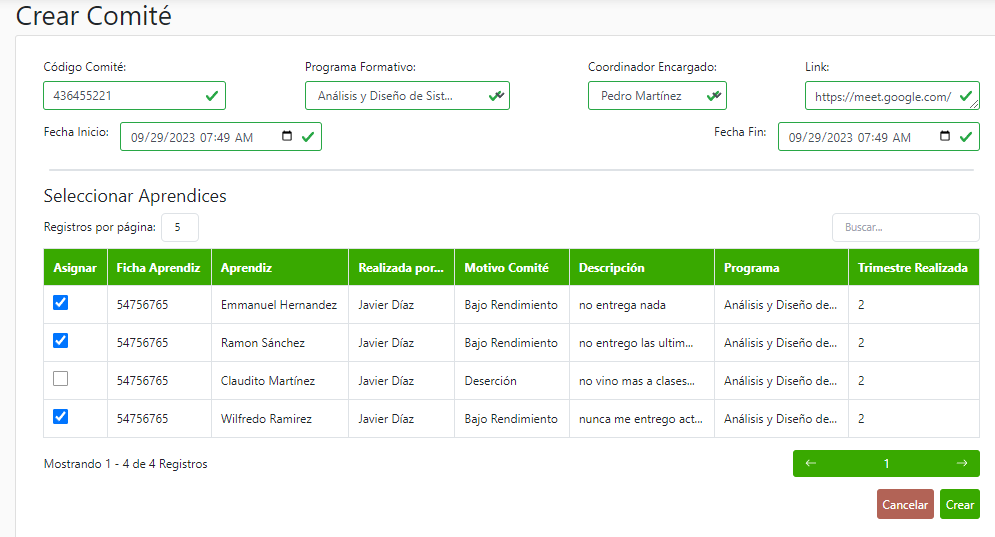 Crear Comité
Código Comité: Programa Formativo: Coordinador Encargado: Link:
436455221 Análisis y Diseño de Sist... Pedro Martínez https://meet.google.com/
Fecha Inicio: 09/29/2023 07:49 AM Fecha Fin: 09/29/2023 07:49 AM
Seleccionar Aprendices
Registros por página: 5 Buscar...
Asignar Ficha Aprendiz Aprendiz Realizada por... Motivo Comité Descripción Programa Trimestre Realizada
54756765 Emmanuel Hernandez Javier Díaz Bajo Rendimiento no entrega nada Análisis y Diseño de... 2
54756765 Ramon Sánchez Javier Díaz Bajo Rendimiento no entrego las ultim... Análisis y Diseño de... 2
54756765 Claudito Martínez Javier Díaz Deserción no vino mas a clases... Análisis y Diseño de... 2
54756765 Wilfredo Ramirez Javier Díaz Bajo Rendimiento nunca me entrego act... Análisis y Diseño de... 2
Mostrando 1 - 4 de 4 Registros ← 1 →
Cancelar Crear